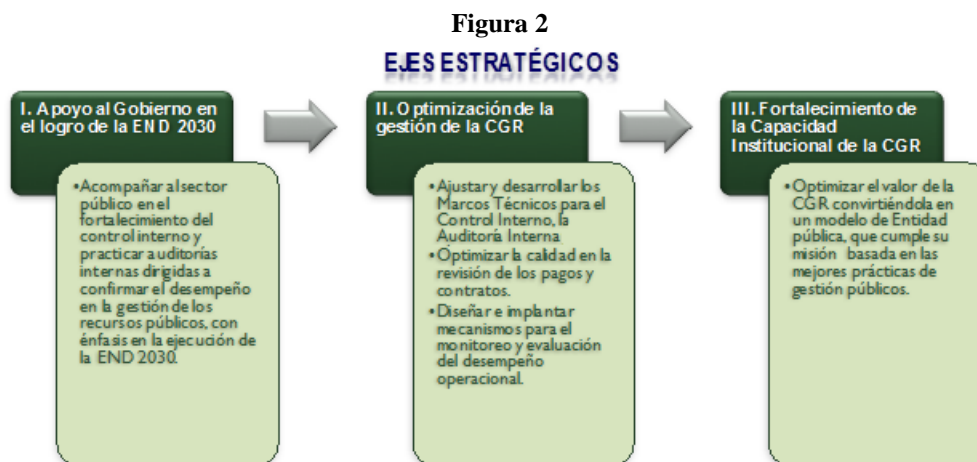 Figura 2
EJES ESTRATÉGICOS
I. Apoyo al Gobierno en
el logro de la END 2030
•Acompañar al sector
público en el
fortalecimiento del
control interno y
practicar auditorías
internas dirigidas a
confirmar el desempeño
en la gestión de los
recursos públicos, con
énfasis en la ejecución de
la END 2030.
II. Optimización de la
gestión de la CGR
•Ajustar y desarrollar los
Marcos Técnicos para el
Control Interno, la
Auditoría Interna
•Optimizar la calidad en la
revisión de los pagos y
contratos.
•Diseñar e implantar
mecanismos para el
monitoreo y evaluación
del desempeño
operacional.
III. Fortalecimiento de
la Capacidad
Institucional de la CGR
•Optimizar el valor de la
CGR convirtiéndola en
un modelo de Entidad
pública, que cumple su
misión basada en las
mejores prácticas de
gestión públicos.